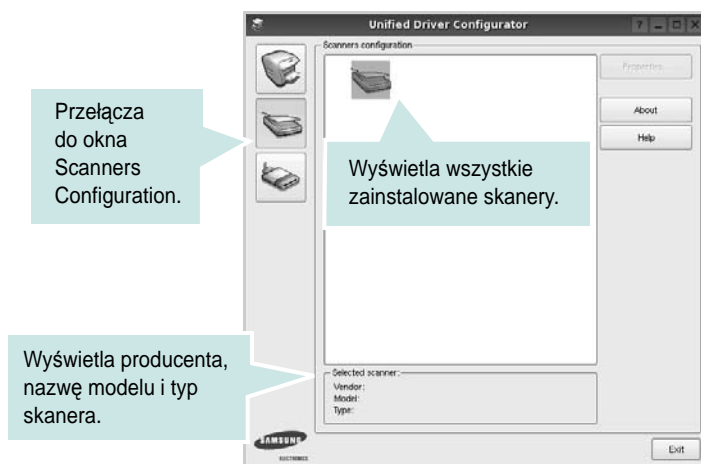 Unified Driver Configurator
Scanners configuration
Properties...
About
Help
Przełącza
do okna
Scanners
Configuration.
Wyświetla wszystkie
zainstalowane skanery.
Wyświetla producenta,
nazwę modelu i typ
skanera.
Selected scanner:
Vendor:
Model:
Type:
SAMSUNG
ELECTRONICS
Exit